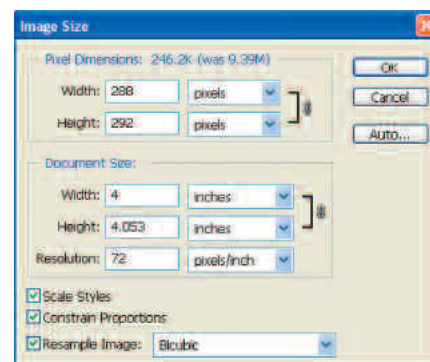 Image Size
Pixel Dimensions: 246.2K (was 9.39M)
Width: 288 pixels
Height: 292 pixels
Document Size:
Width: 4 inches
Height: 4.053 inches
Resolution: 72 pixels/inch
Scale Styles
Constrain Proportions
Resample Image: Bicubic
OK
Cancel
Auto...